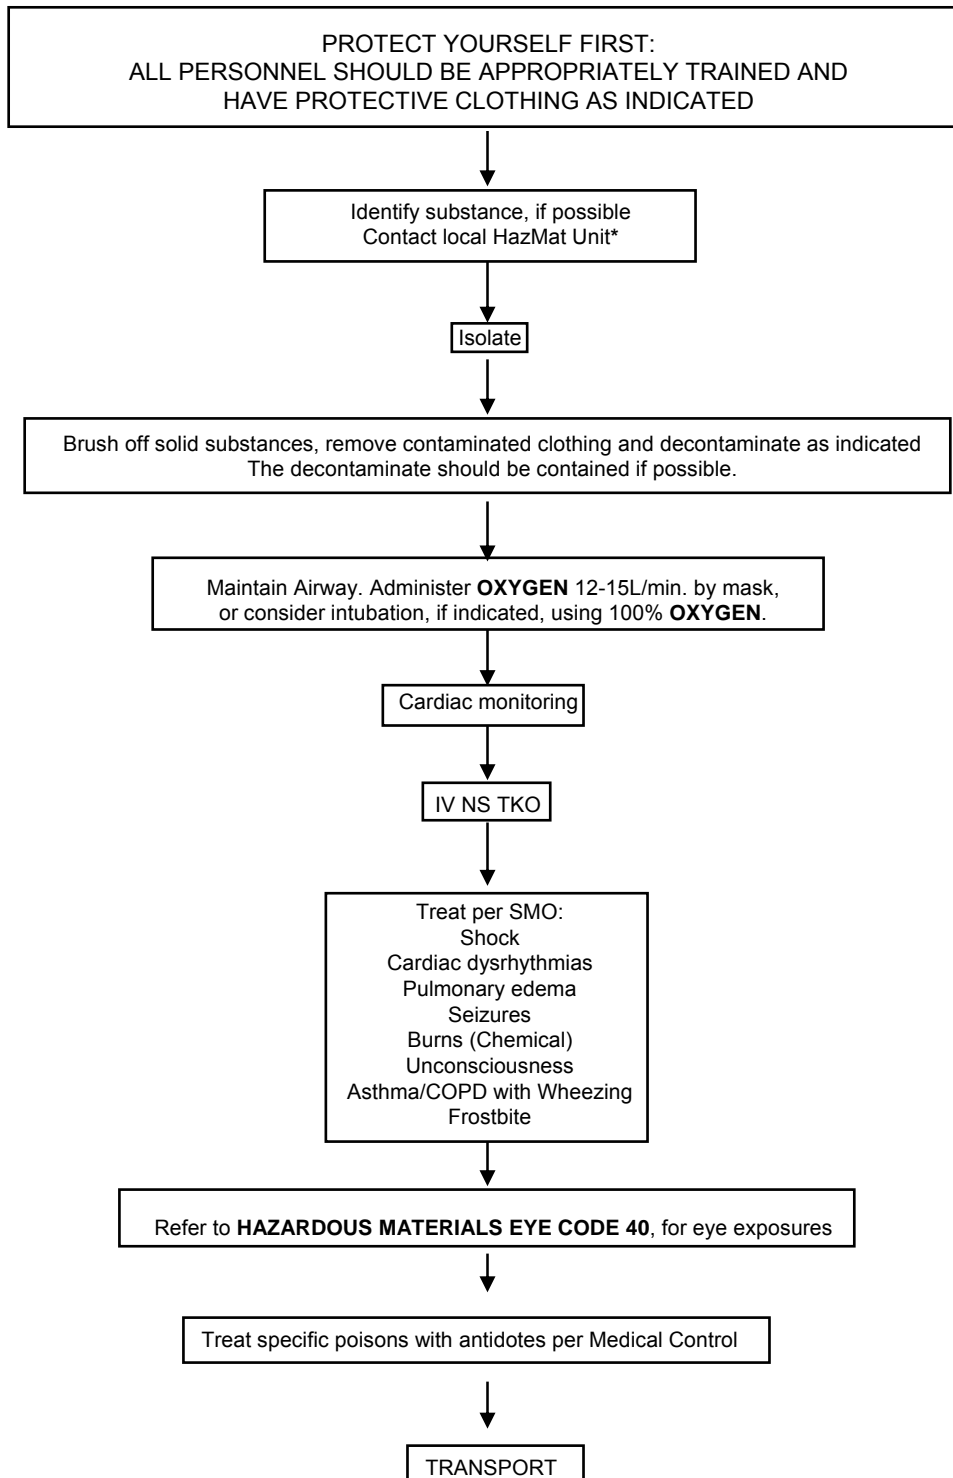 PROTECT YOURSELF FIRST:
ALL PERSONNEL SHOULD BE APPROPRIATELY TRAINED AND
HAVE PROTECTIVE CLOTHING AS INDICATED
Identify substance, if possible
Contact local HazMat Unit*
Isolate
Brush off solid substances, remove contaminated clothing and decontaminate as indicated
The decontaminate should be contained if possible.
Maintain Airway. Administer OXYGEN 12-15L/min. by mask,
or consider intubation, if indicated, using 100% OXYGEN.
Cardiac monitoring
IV NS TKO
Treat per SMO:
Shock
Cardiac dysrhythmias
Pulmonary edema
Seizures
Burns (Chemical)
Unconsciousness
Asthma/COPD with Wheezing
Frostbite
Refer to HAZARDOUS MATERIALS EYE CODE 40, for eye exposures
Treat specific poisons with antidotes per Medical Control
TRANSPORT